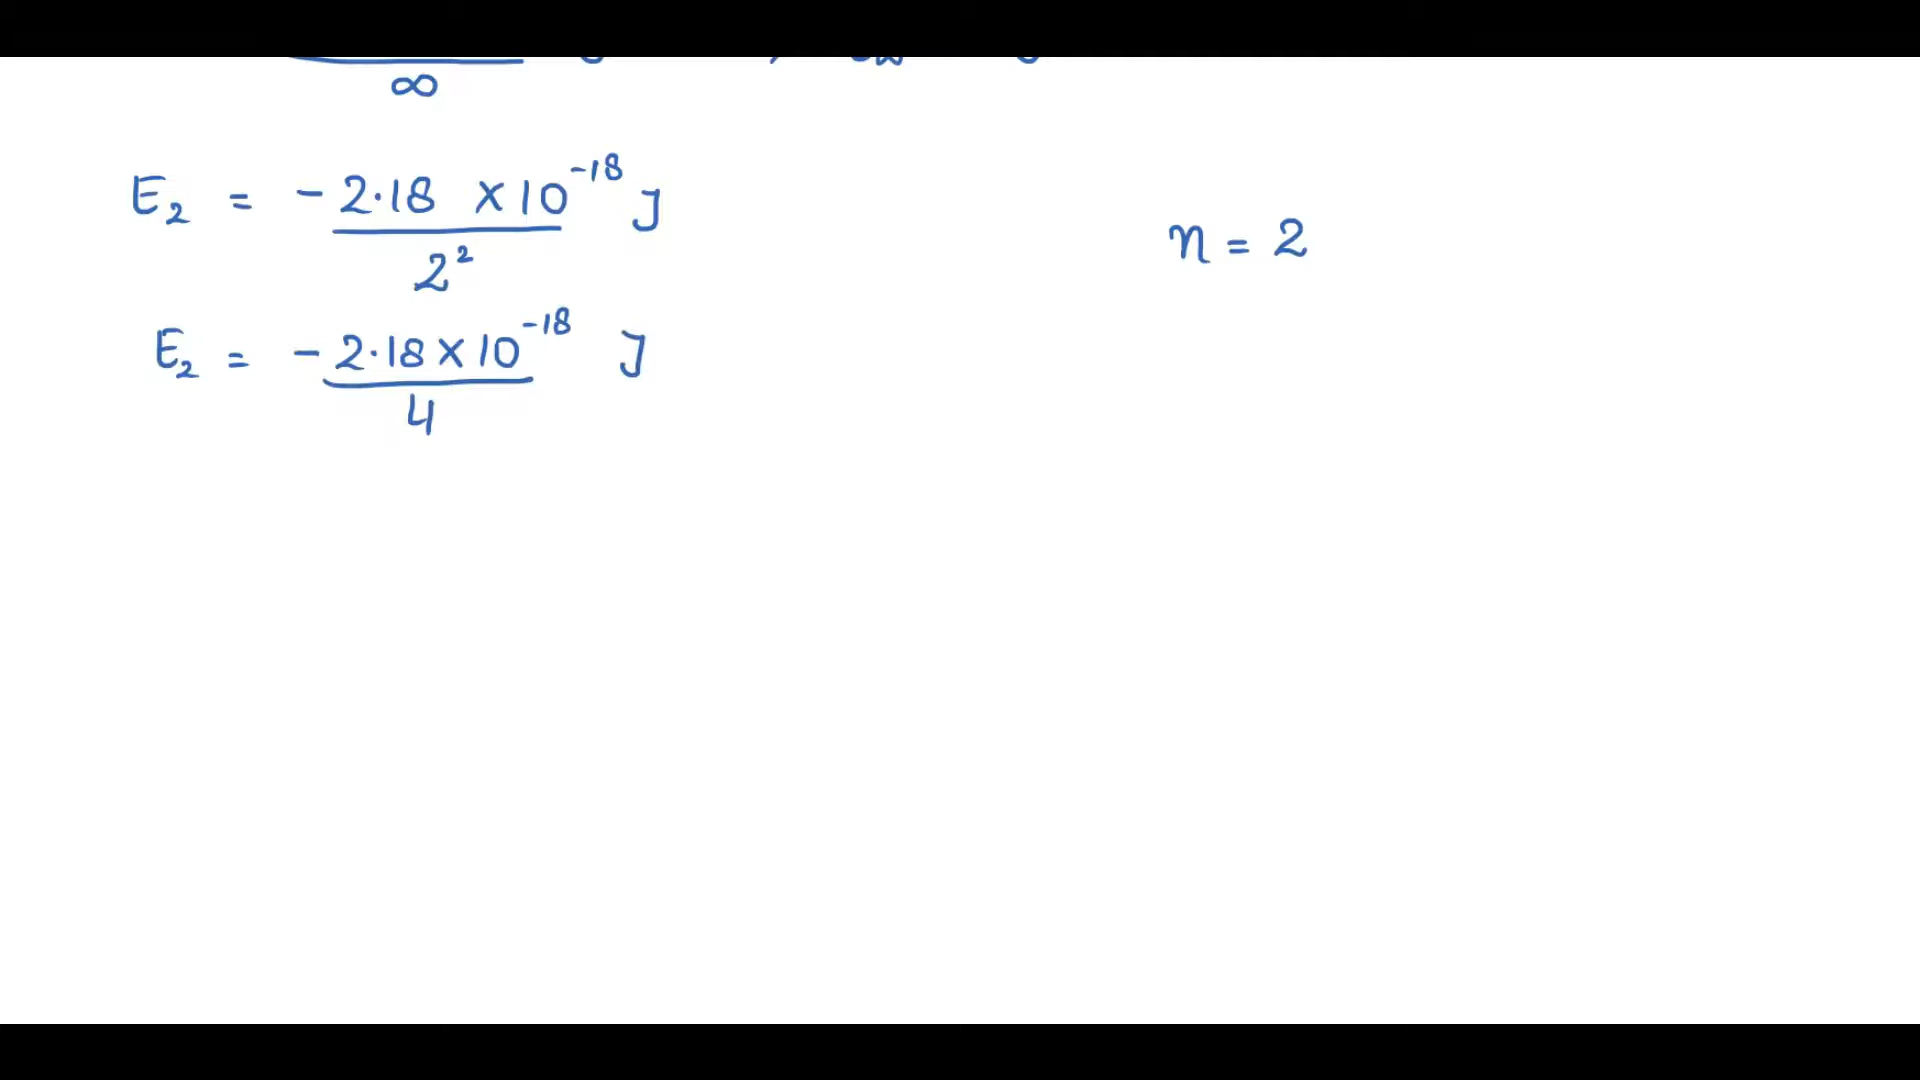 ∞
E₂ = - 2.18 × 10⁻¹⁸ J
2²
n = 2
E₂ = - 2.18 × 10⁻¹⁸ J
4